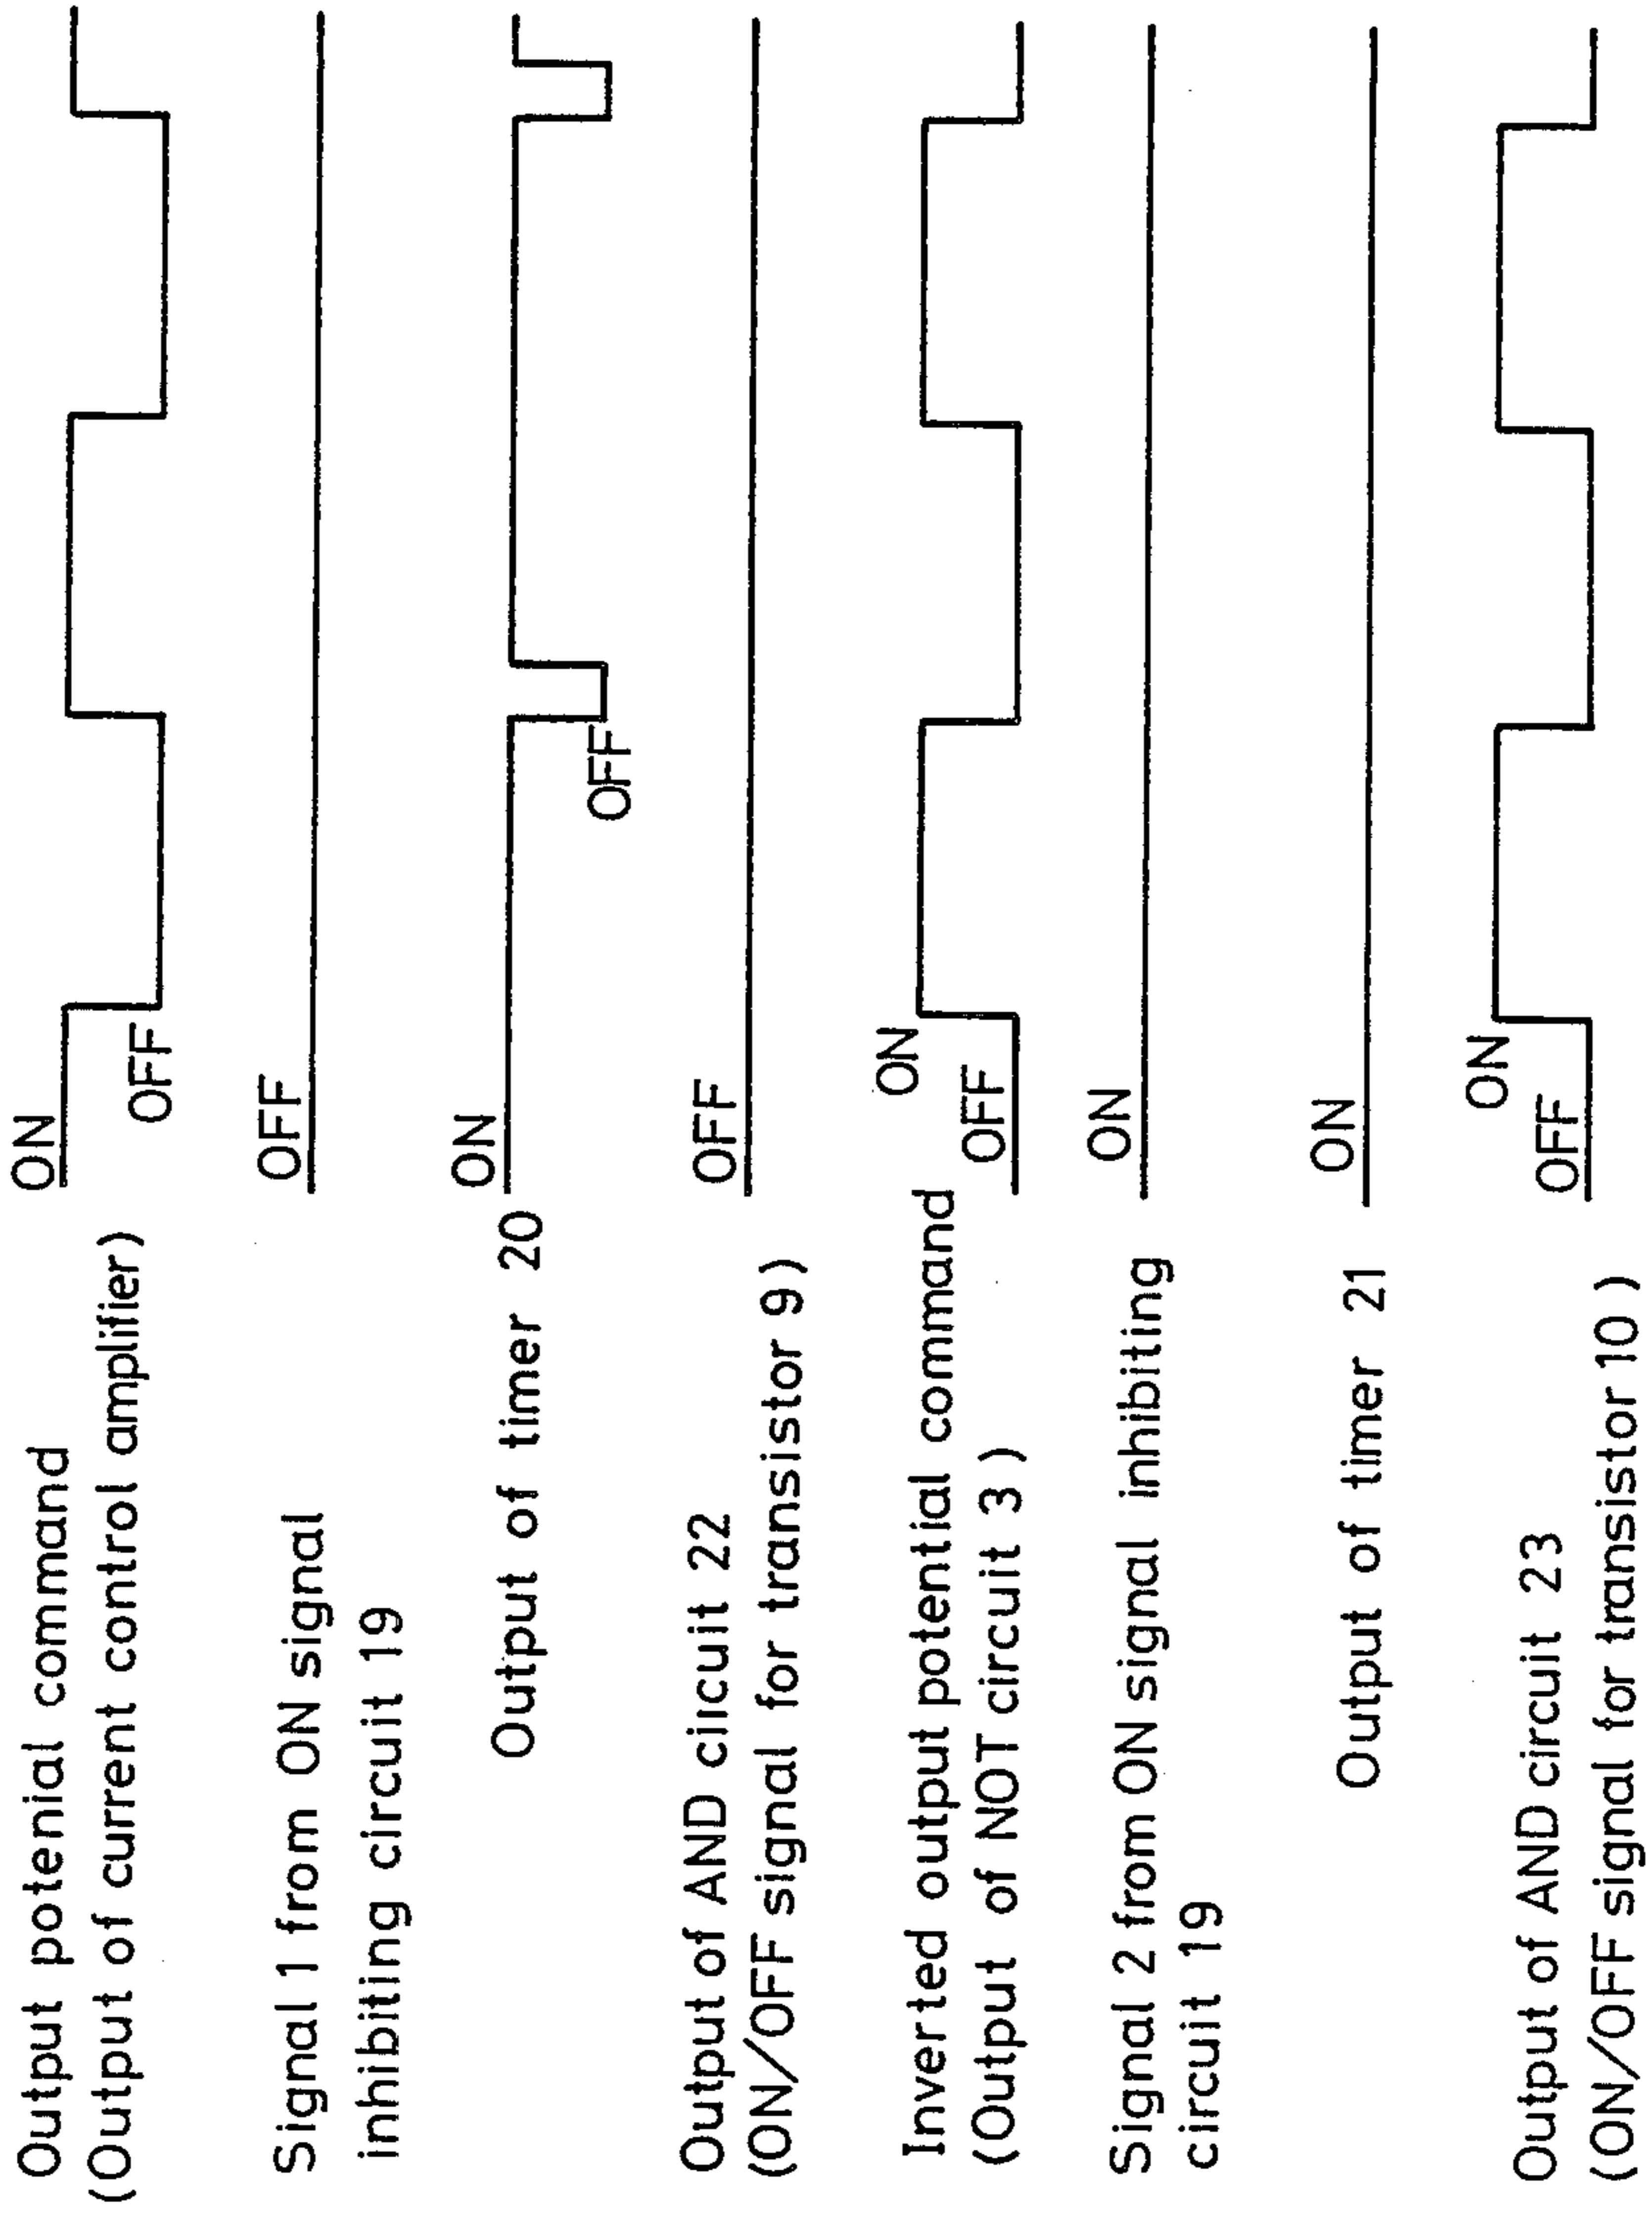 Output potenial command
(Output of current control amplifier)
ON
OFF
Signal 1 from ON signal
inhibiting circuit 19
OFF
Output of timer 20
ON
OFF
Output of AND circuit 22
(ON/OFF signal for transistor 9)
OFF
Inverted output potential command
(Output of NOT circuit 3)
ON
OFF
Signal 2 from ON signal inhibiting
circuit 19
ON
Output of timer 21
ON
Output of AND circuit 23
(ON/OFF signal for transistor 10)
ON
OFF